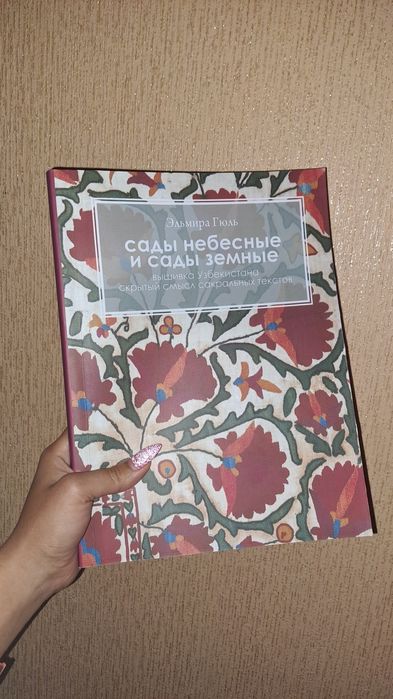 Эльмира Гюль
сады небесные
и сады земные
вышивка Узбекистана
скрытый смысл сакральных текстов